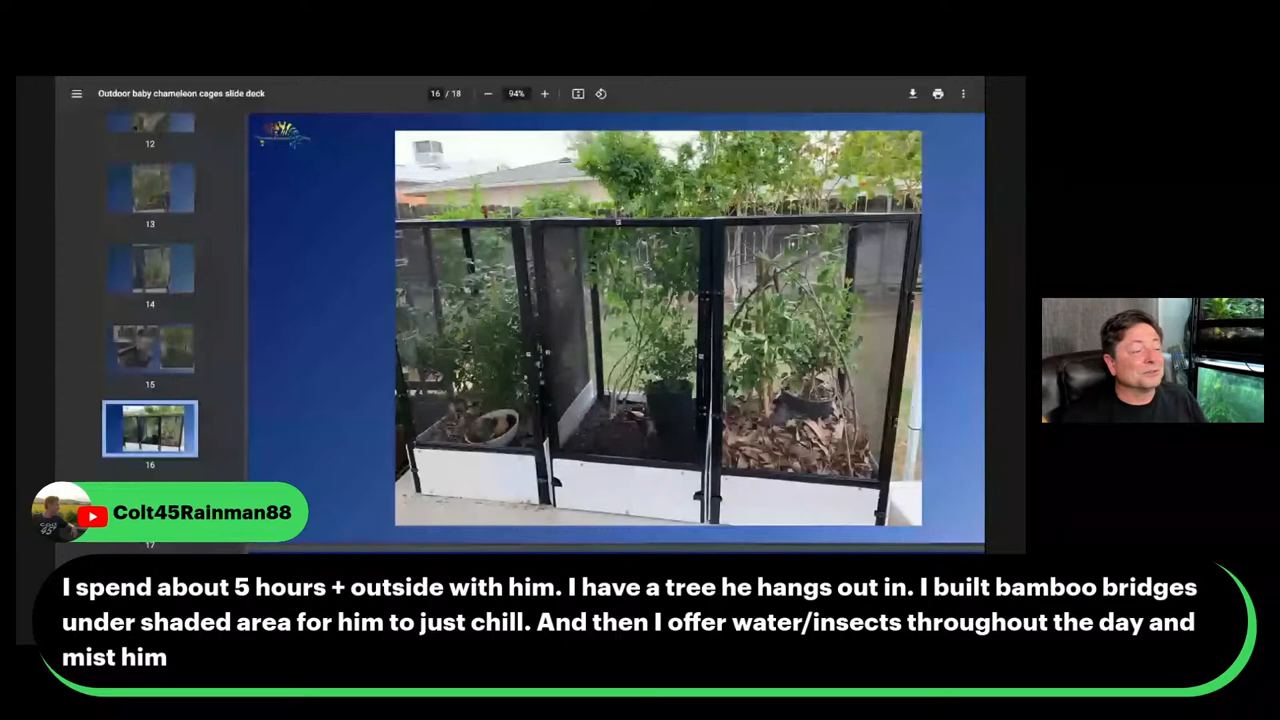 Outdoor baby chameleon cages slide deck
16 / 18
94%
12
13
14
15
16
17
Colt45Rainman88
I spend about 5 hours + outside with him. I have a tree he hangs out in. I built bamboo bridges
under shaded area for him to just chill. And then I offer water/insects throughout the day and
mist him